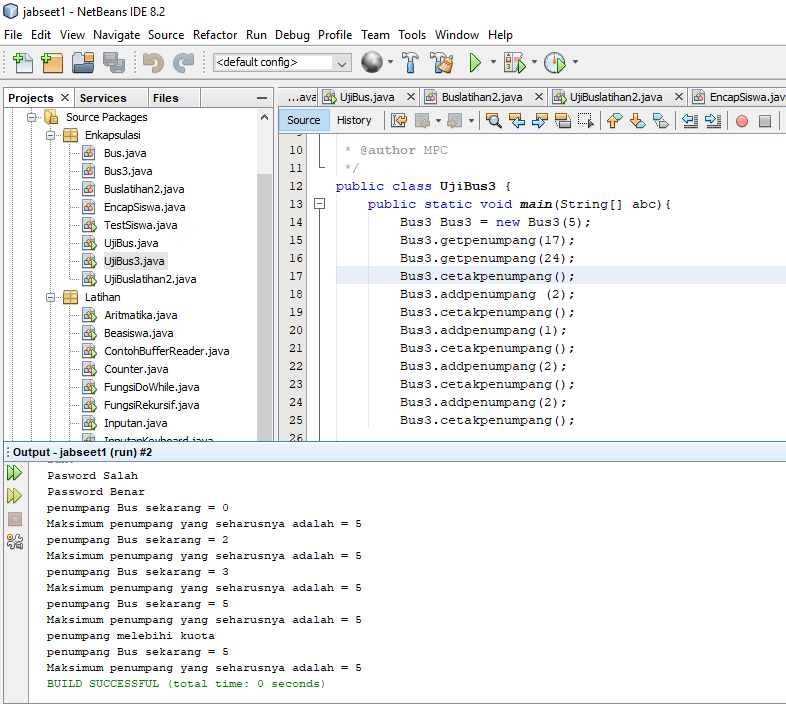 jabseet1 - NetBeans IDE 8.2
File Edit View Navigate Source Refactor Run Debug Profile Team Tools Window Help
<default config>
Projects Services Files
...ava UjiBus.java Buslatihan2.java UjiBuslatihan2.java EncapSiswa.java
Source History
Source Packages
Enkapsulasi
Bus.java
Bus3.java
Buslatihan2.java
EncapSiswa.java
TestSiswa.java
UjiBus.java
UjiBus3.java
UjiBuslatihan2.java
Latihan
Aritmatika.java
Beasiswa.java
ContohBufferReader.java
Counter.java
FungsiDoWhile.java
FungsiRekursif.java
Inputan.java
InputanKeyboard.java
10 * @author MPC
11 */
12 public class UjiBus3 {
13 public static void main(String[] abc){
14 Bus3 Bus3 = new Bus3(5);
15 Bus3.getpenumpang(17);
16 Bus3.getpenumpang(24);
17 Bus3.cetakpenumpang();
18 Bus3.addpenumpang (2);
19 Bus3.cetakpenumpang();
20 Bus3.addpenumpang(1);
21 Bus3.cetakpenumpang();
22 Bus3.addpenumpang(2);
23 Bus3.cetakpenumpang();
24 Bus3.addpenumpang(2);
25 Bus3.cetakpenumpang();
26
Output - jabseet1 (run) #2
Pasword Salah
Password Benar
penumpang Bus sekarang = 0
Maksimum penumpang yang seharusnya adalah = 5
penumpang Bus sekarang = 2
Maksimum penumpang yang seharusnya adalah = 5
penumpang Bus sekarang = 3
Maksimum penumpang yang seharusnya adalah = 5
penumpang Bus sekarang = 5
Maksimum penumpang yang seharusnya adalah = 5
penumpang melebihi kuota
penumpang Bus sekarang = 5
Maksimum penumpang yang seharusnya adalah = 5
BUILD SUCCESSFUL (total time: 0 seconds)